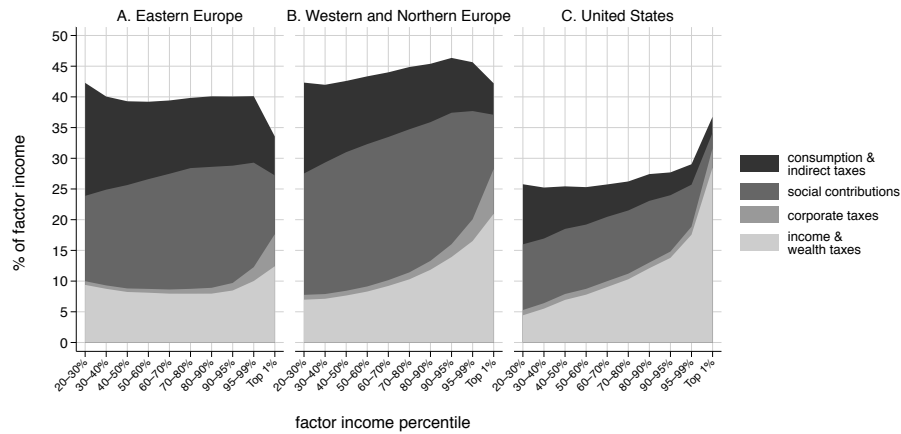 A. Eastern Europe
B. Western and Northern Europe
C. United States
% of factor income
50
45
40
35
30
25
20
15
10
5
0
20–30%
30–40%
40–50%
50–60%
60–70%
70–80%
80–90%
90–95%
95–99%
Top 1%
20–30%
30–40%
40–50%
50–60%
60–70%
70–80%
80–90%
90–95%
95–99%
Top 1%
20–30%
30–40%
40–50%
50–60%
60–70%
70–80%
80–90%
90–95%
95–99%
Top 1%
factor income percentile
consumption &
indirect taxes
social contributions
corporate taxes
income &
wealth taxes